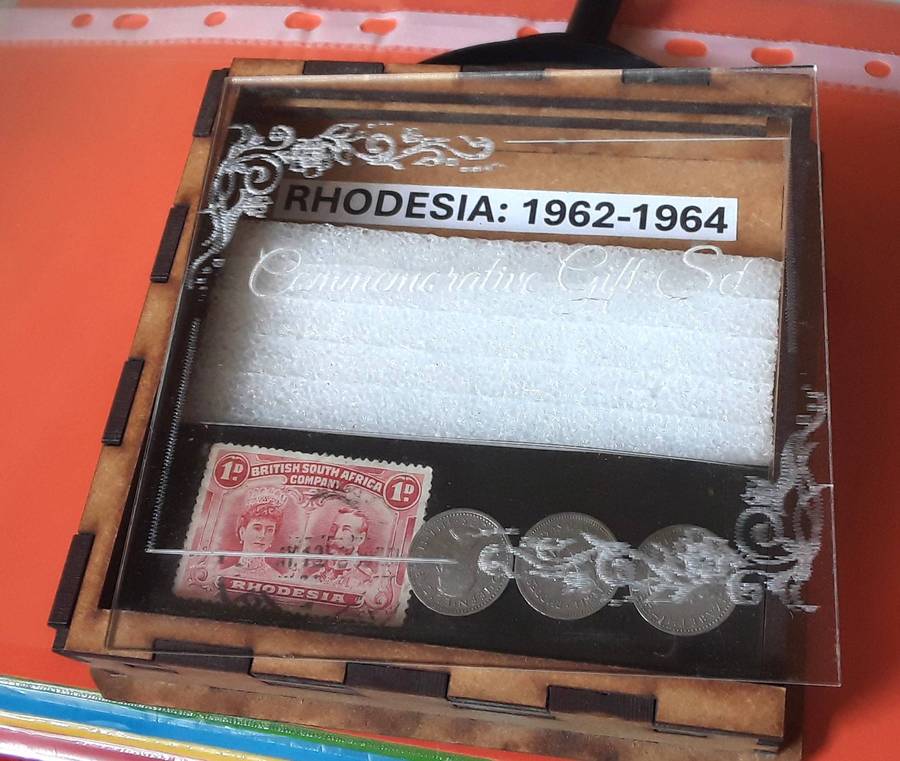 RHODESIA: 1962-1964
Commemorative Gift Set
1D BRITISH SOUTH AFRICA 1D
COMPANY
RHODESIA